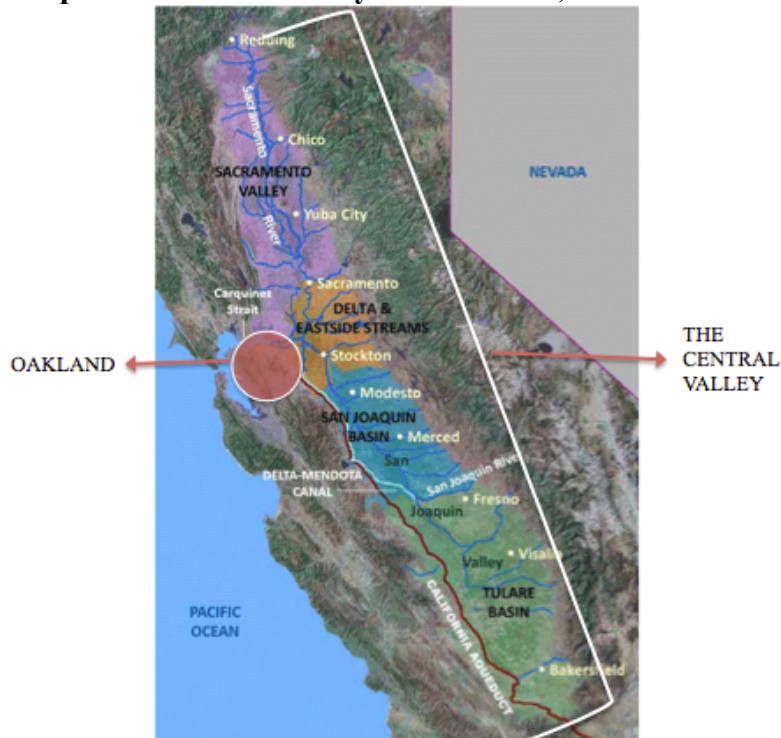 Redding
Sacramento
Chico
SACRAMENTO
VALLEY
NEVADA
Yuba City
River
Sacramento
Carquinez
Strait
DELTA &
EASTSIDE STREAMS
OAKLAND
Stockton
THE
CENTRAL
VALLEY
Modesto
SAN JOAQUIN
BASIN
Merced
San
San Joaquin River
DELTA-MENDOTA
CANAL
Fresno
Joaquin
Visalia
Valley
TULARE
BASIN
CALIFORNIA AQUEDUCT
PACIFIC
OCEAN
Bakersfield